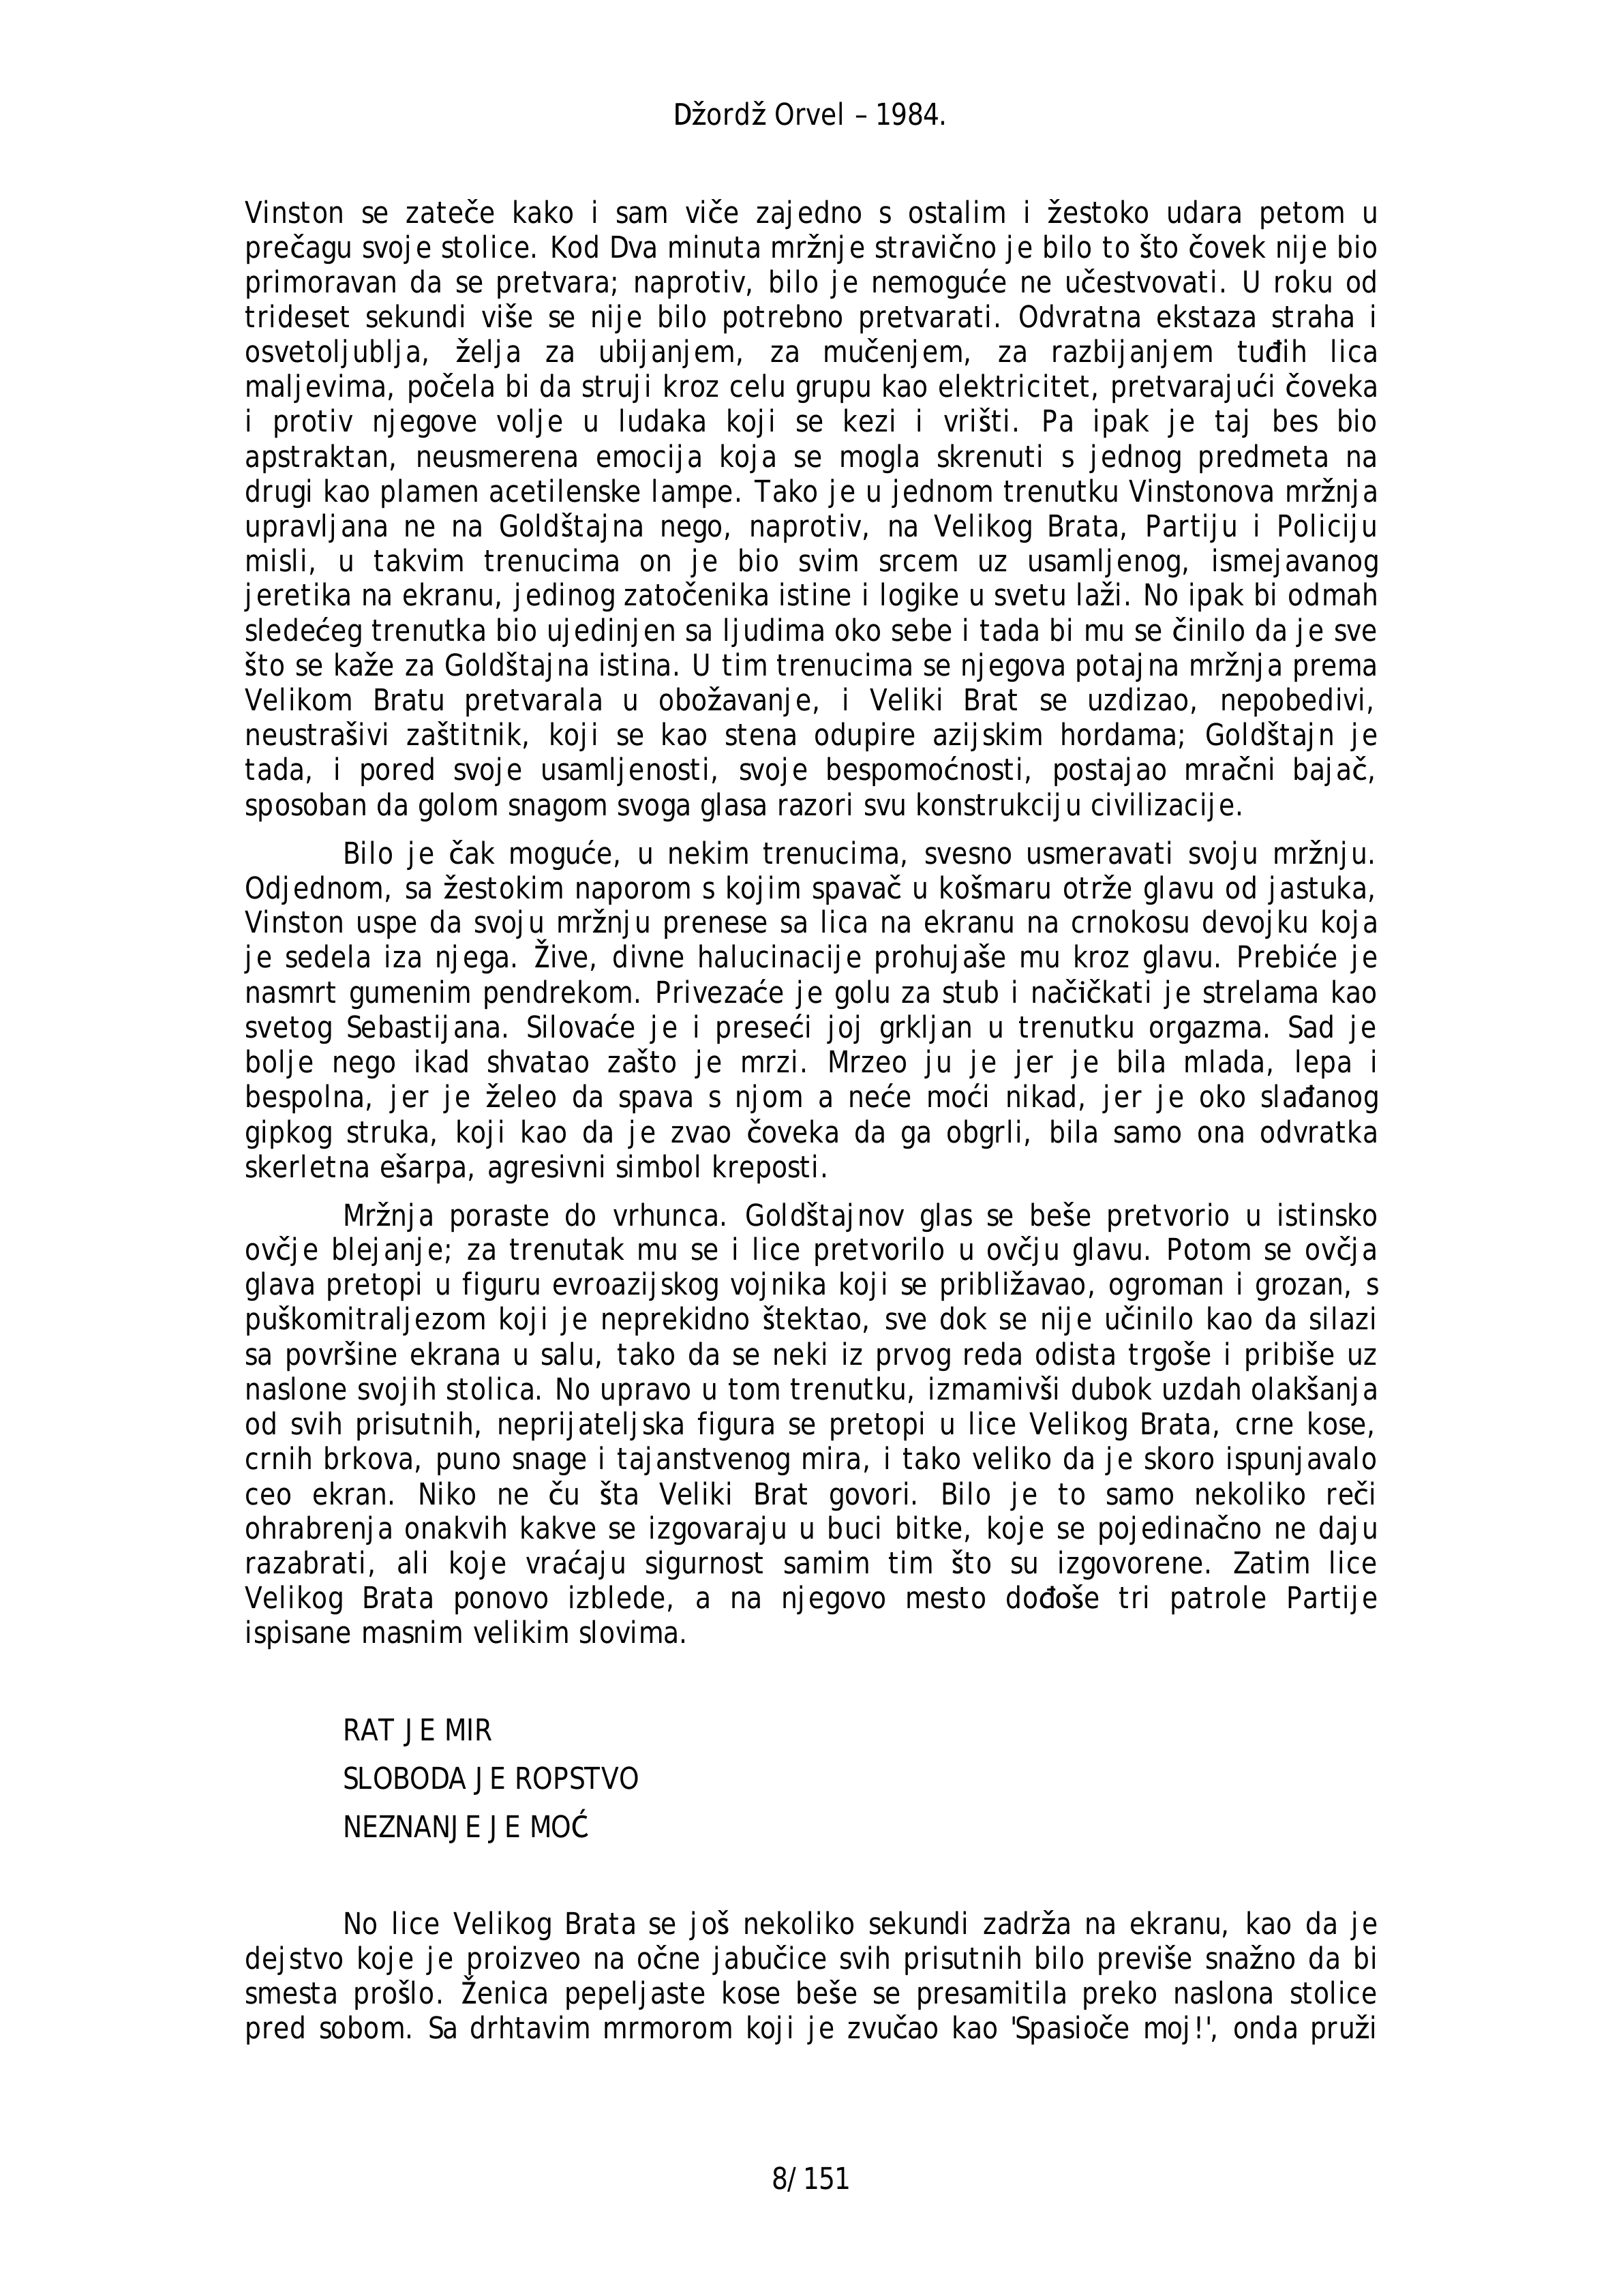 Džordž Orvel – 1984.
Vinston se zateče kako i sam viče zajedno s ostalim i žestoko udara petom u
prečagu svoje stolice. Kod Dva minuta mržnje stravično je bilo to što čovek nije bio
primoravan da se pretvara; naprotiv, bilo je nemoguće ne učestvovati. U roku od
trideset sekundi više se nije bilo potrebno pretvarati. Odvratna ekstaza straha i
osvetoljublja, želja za ubijanjem, za mučenjem, za razbijanjem tuđih lica
maljevima, počela bi da struji kroz celu grupu kao elektricitet, pretvarajući čoveka
i protiv njegove volje u ludaka koji se kezi i vrišti. Pa ipak je taj bes bio
apstraktan, neusmerena emocija koja se mogla skrenuti s jednog predmeta na
drugi kao plamen acetilenske lampe. Tako je u jednom trenutku Vinstonova mržnja
upravljana ne na Goldštajna nego, naprotiv, na Velikog Brata, Partiju i Policiju
misli, u takvim trenucima on je bio svim srcem uz usamljenog, ismejavanog
jeretika na ekranu, jedinog zatočenika istine i logike u svetu laži. No ipak bi odmah
sledećeg trenutka bio ujedinjen sa ljudima oko sebe i tada bi mu se činilo da je sve
što se kaže za Goldštajna istina. U tim trenucima se njegova potajna mržnja prema
Velikom Bratu pretvarala u obožavanje, i Veliki Brat se uzdizao, nepobedivi,
neustrašivi zaštitnik, koji se kao stena odupire azijskim hordama; Goldštajn je
tada, i pored svoje usamljenosti, svoje bespomoćnosti, postajao mračni bajač,
sposoban da golom snagom svoga glasa razori svu konstrukciju civilizacije.
Bilo je čak moguće, u nekim trenucima, svesno usmeravati svoju mržnju.
Odjednom, sa žestokim naporom s kojim spavač u košmaru otrže glavu od jastuka,
Vinston uspe da svoju mržnju prenese sa lica na ekranu na crnokosu devojku koja
je sedela iza njega. Žive, divne halucinacije prohujaše mu kroz glavu. Prebiće je
nasmrt gumenim pendrekom. Privezaće je golu za stub i načičkati je strelama kao
svetog Sebastijana. Silovaće je i preseći joj grkljan u trenutku orgazma. Sad je
bolje nego ikad shvatao zašto je mrzi. Mrzeo ju je jer je bila mlada, lepa i
bespolna, jer je želeo da spava s njom a neće moći nikad, jer je oko slađanog
gipkog struka, koji kao da je zvao čoveka da ga obgrli, bila samo ona odvratka
skerletna ešarpa, agresivni simbol kreposti.
Mržnja poraste do vrhunca. Goldštajnov glas se beše pretvorio u istinsko
ovčje blejanje; za trenutak mu se i lice pretvorilo u ovčju glavu. Potom se ovčja
glava pretopi u figuru evroazijskog vojnika koji se približavao, ogroman i grozan, s
puškomitraljezom koji je neprekidno štektao, sve dok se nije učinilo kao da silazi
sa površine ekrana u salu, tako da se neki iz prvog reda odista trgoše i pribiše uz
naslone svojih stolica. No upravo u tom trenutku, izmamivši dubok uzdah olakšanja
od svih prisutnih, neprijateljska figura se pretopi u lice Velikog Brata, crne kose,
crnih brkova, puno snage i tajanstvenog mira, i tako veliko da je skoro ispunjavalo
ceo ekran. Niko ne ču šta Veliki Brat govori. Bilo je to samo nekoliko reči
ohrabrenja onakvih kakve se izgovaraju u buci bitke, koje se pojedinačno ne daju
razabrati, ali koje vraćaju sigurnost samim tim što su izgovorene. Zatim lice
Velikog Brata ponovo izblede, a na njegovo mesto dođoše tri patrole Partije
ispisane masnim velikim slovima.
RAT JE MIR
SLOBODA JE ROPSTVO
NEZNANJE JE MOĆ
No lice Velikog Brata se još nekoliko sekundi zadrža na ekranu, kao da je
dejstvo koje je proizveo na očne jabučice svih prisutnih bilo previše snažno da bi
smesta prošlo. Ženica pepeljaste kose beše se presamitila preko naslona stolice
pred sobom. Sa drhtavim mrmorom koji je zvučao kao 'Spasioče moj!', onda pruži
8/151